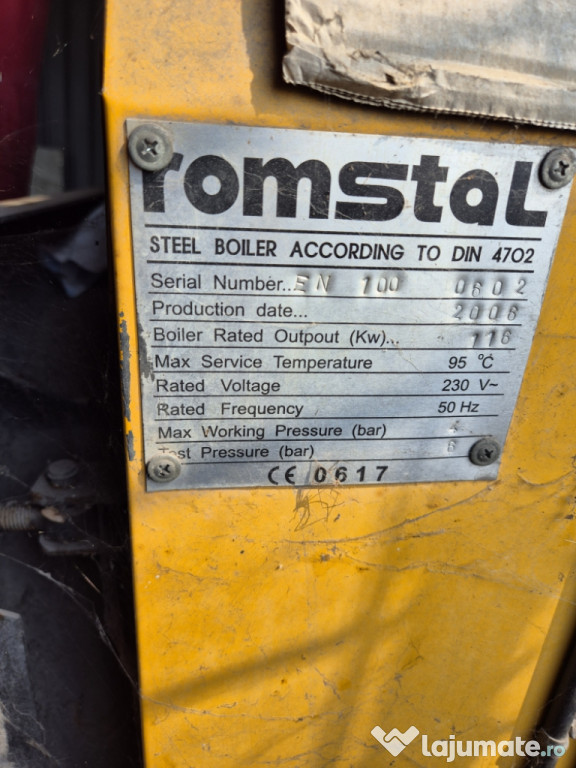 romstal
STEEL BOILER ACCORDING TO DIN 4702
Serial Number.. EN 100 0602
Production date... 2006
Boiler Rated Outpout (Kw)... 116
Max Service Temperature 95 °C
Rated Voltage 230 V~
Rated Frequency 50 Hz
Max Working Pressure (bar) 4
Test Pressure (bar) 6
CE 0617
lajumate.ro